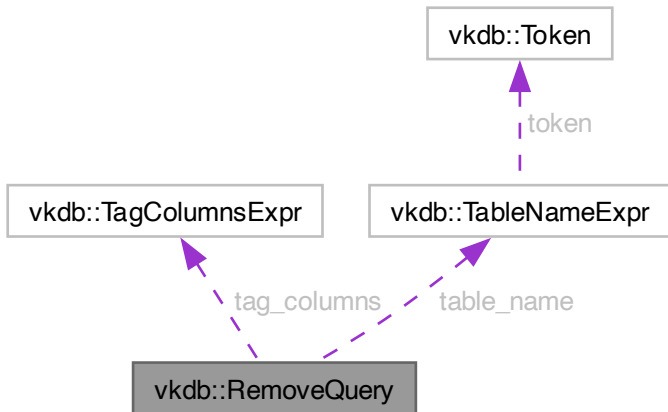 vkdb::Token
token
vkdb::TagColumnsExpr
vkdb::TableNameExpr
tag_columns
table_name
vkdb::RemoveQuery